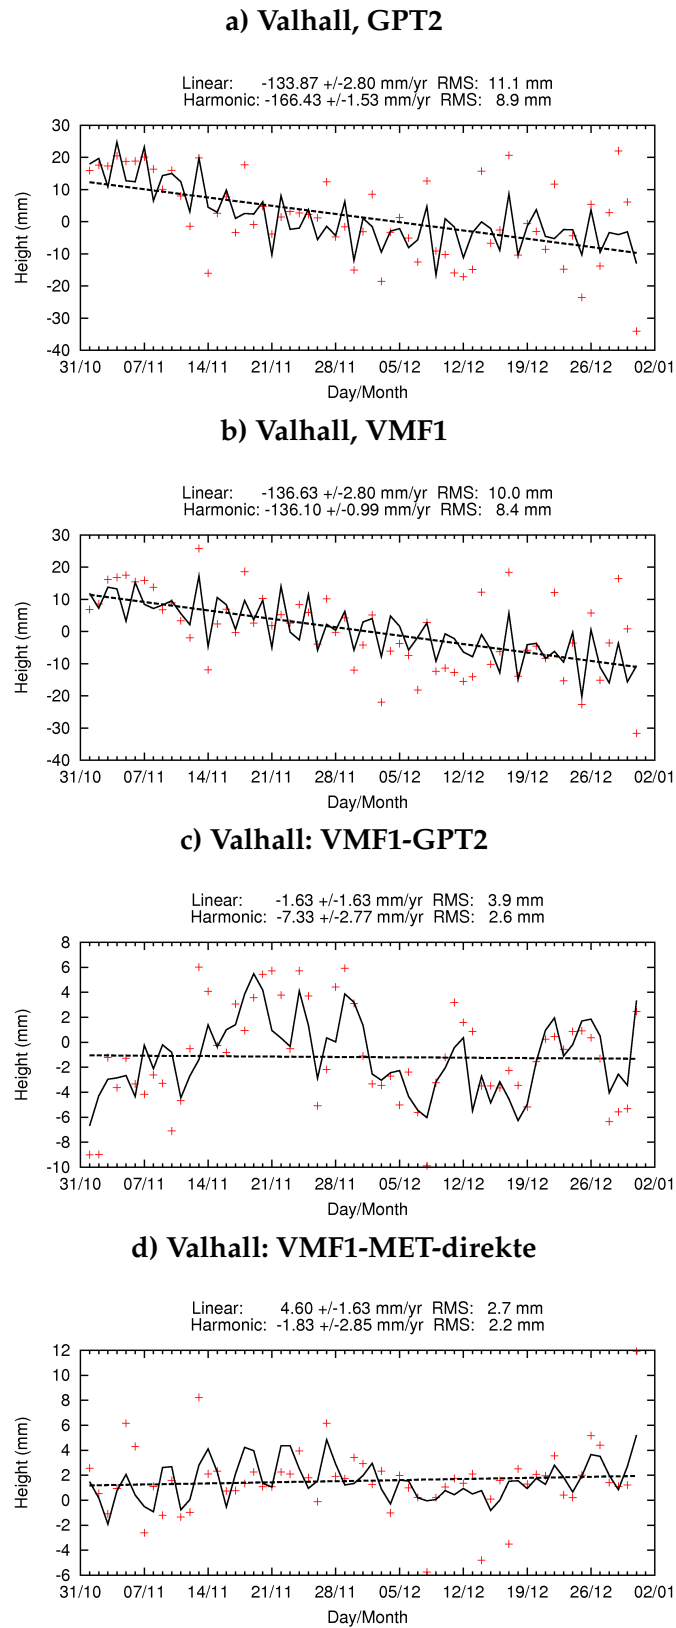 a) Valhall, GPT2
Linear: -133.87 +/-2.80 mm/yr RMS: 11.1 mm
Harmonic: -166.43 +/-1.53 mm/yr RMS: 8.9 mm
30
20
10
0
-10
-20
-30
-40
Height (mm)
31/10 07/11 14/11 21/11 28/11 05/12 12/12 19/12 26/12 02/01
Day/Month
b) Valhall, VMF1
Linear: -136.63 +/-2.80 mm/yr RMS: 10.0 mm
Harmonic: -136.10 +/-0.99 mm/yr RMS: 8.4 mm
30
20
10
0
-10
-20
-30
-40
Height (mm)
31/10 07/11 14/11 21/11 28/11 05/12 12/12 19/12 26/12 02/01
Day/Month
c) Valhall: VMF1-GPT2
Linear: -1.63 +/-1.63 mm/yr RMS: 3.9 mm
Harmonic: -7.33 +/-2.77 mm/yr RMS: 2.6 mm
8
6
4
2
0
-2
-4
-6
-8
-10
Height (mm)
31/10 07/11 14/11 21/11 28/11 05/12 12/12 19/12 26/12 02/01
Day/Month
d) Valhall: VMF1-MET-direkte
Linear: 4.60 +/-1.63 mm/yr RMS: 2.7 mm
Harmonic: -1.83 +/-2.85 mm/yr RMS: 2.2 mm
12
10
8
6
4
2
0
-2
-4
-6
Height (mm)
31/10 07/11 14/11 21/11 28/11 05/12 12/12 19/12 26/12 02/01
Day/Month